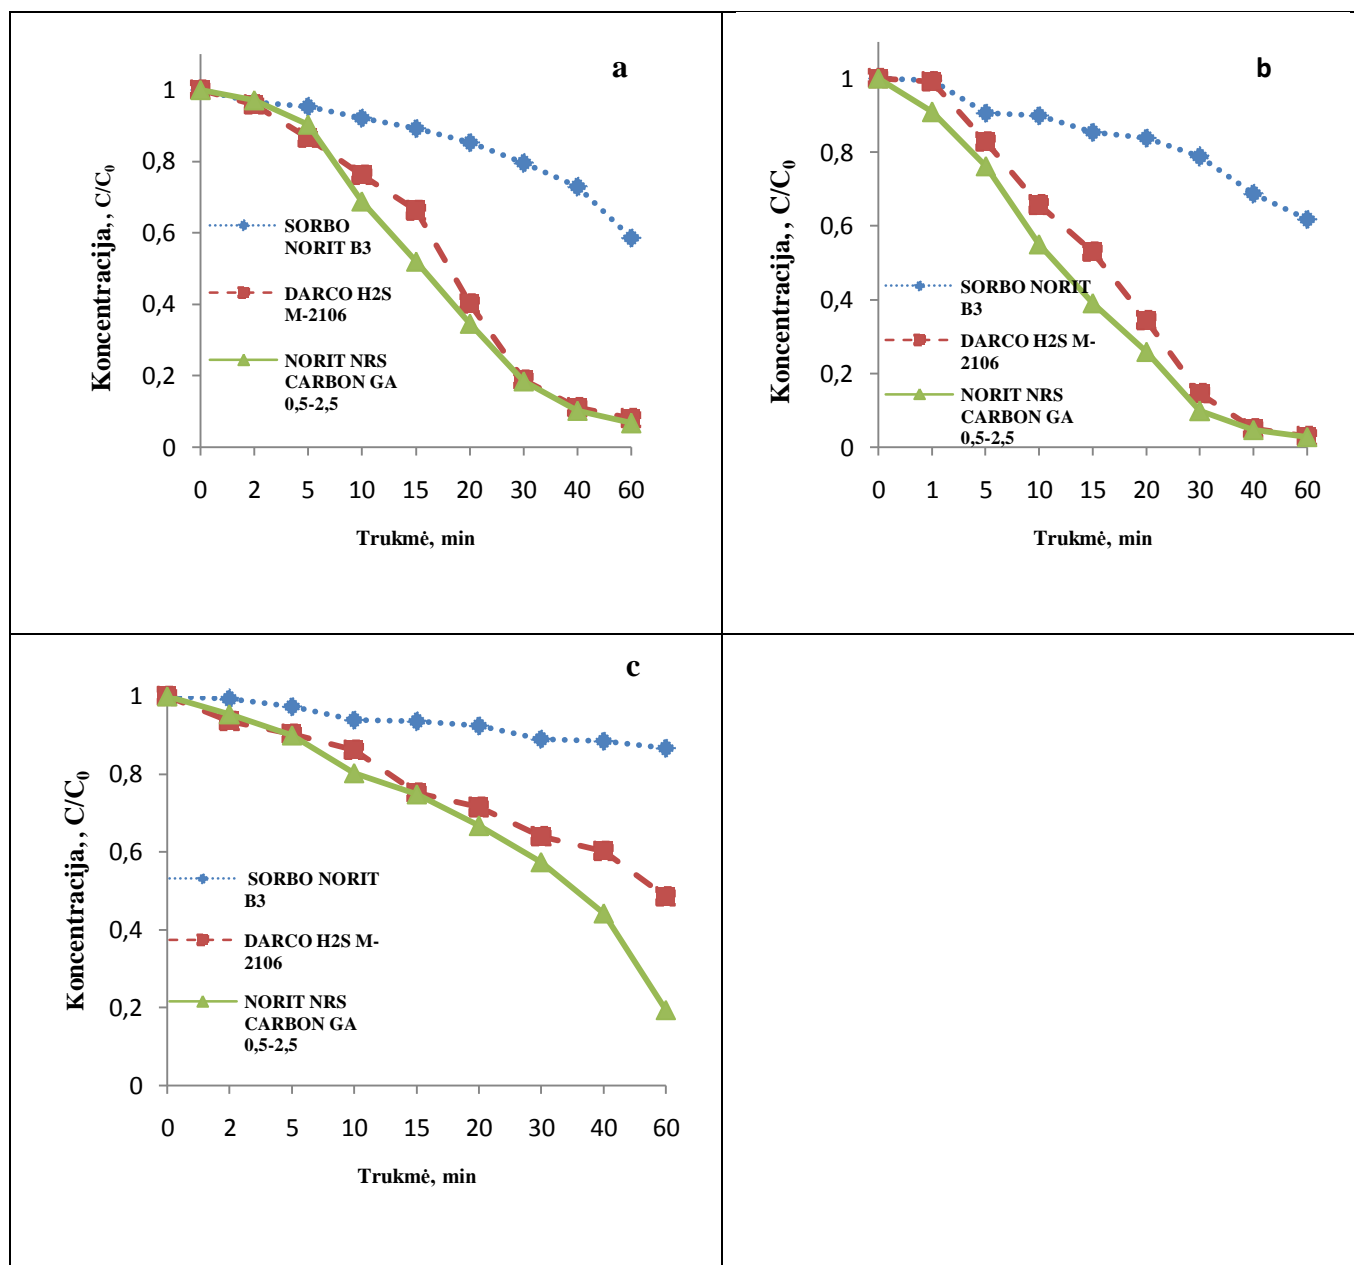 a
1
0,8
0,6
0,4
0,2
0
Koncentracija,, C/C₀
SORBO
NORIT B3
DARCO H2S
M-2106
NORIT NRS
CARBON GA
0,5-2,5
0 2 5 10 15 20 30 40 60
Trukmė, min
b
1
0,8
0,6
0,4
0,2
0
Koncentracija,, C/C₀
SORBO NORIT
B3
DARCO H2S M-
2106
NORIT NRS
CARBON GA
0,5-2,5
0 1 5 10 15 20 30 40 60
Trukmė, min
c
1
0,8
0,6
0,4
0,2
0
Koncentracija,, C/C₀
SORBO NORIT
B3
DARCO H2S M-
2106
NORIT NRS
CARBON GA
0,5-2,5
0 2 5 10 15 20 30 40 60
Trukmė, min